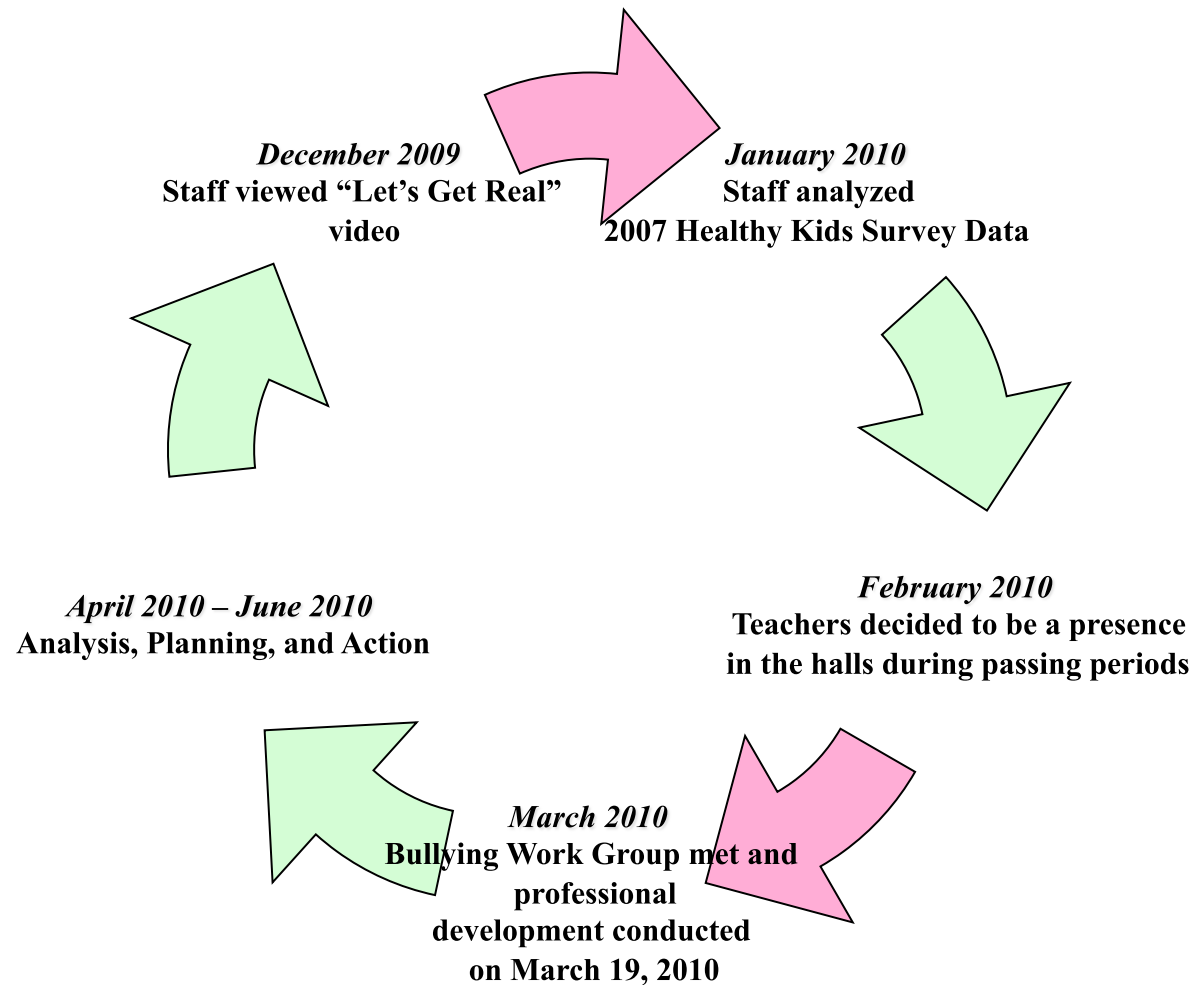 December 2009
Staff viewed “Let’s Get Real”
video
January 2010
Staff analyzed
2007 Healthy Kids Survey Data
February 2010
Teachers decided to be a presence
in the halls during passing periods
March 2010
Bullying Work Group met and
professional
development conducted
on March 19, 2010
April 2010 – June 2010
Analysis, Planning, and Action